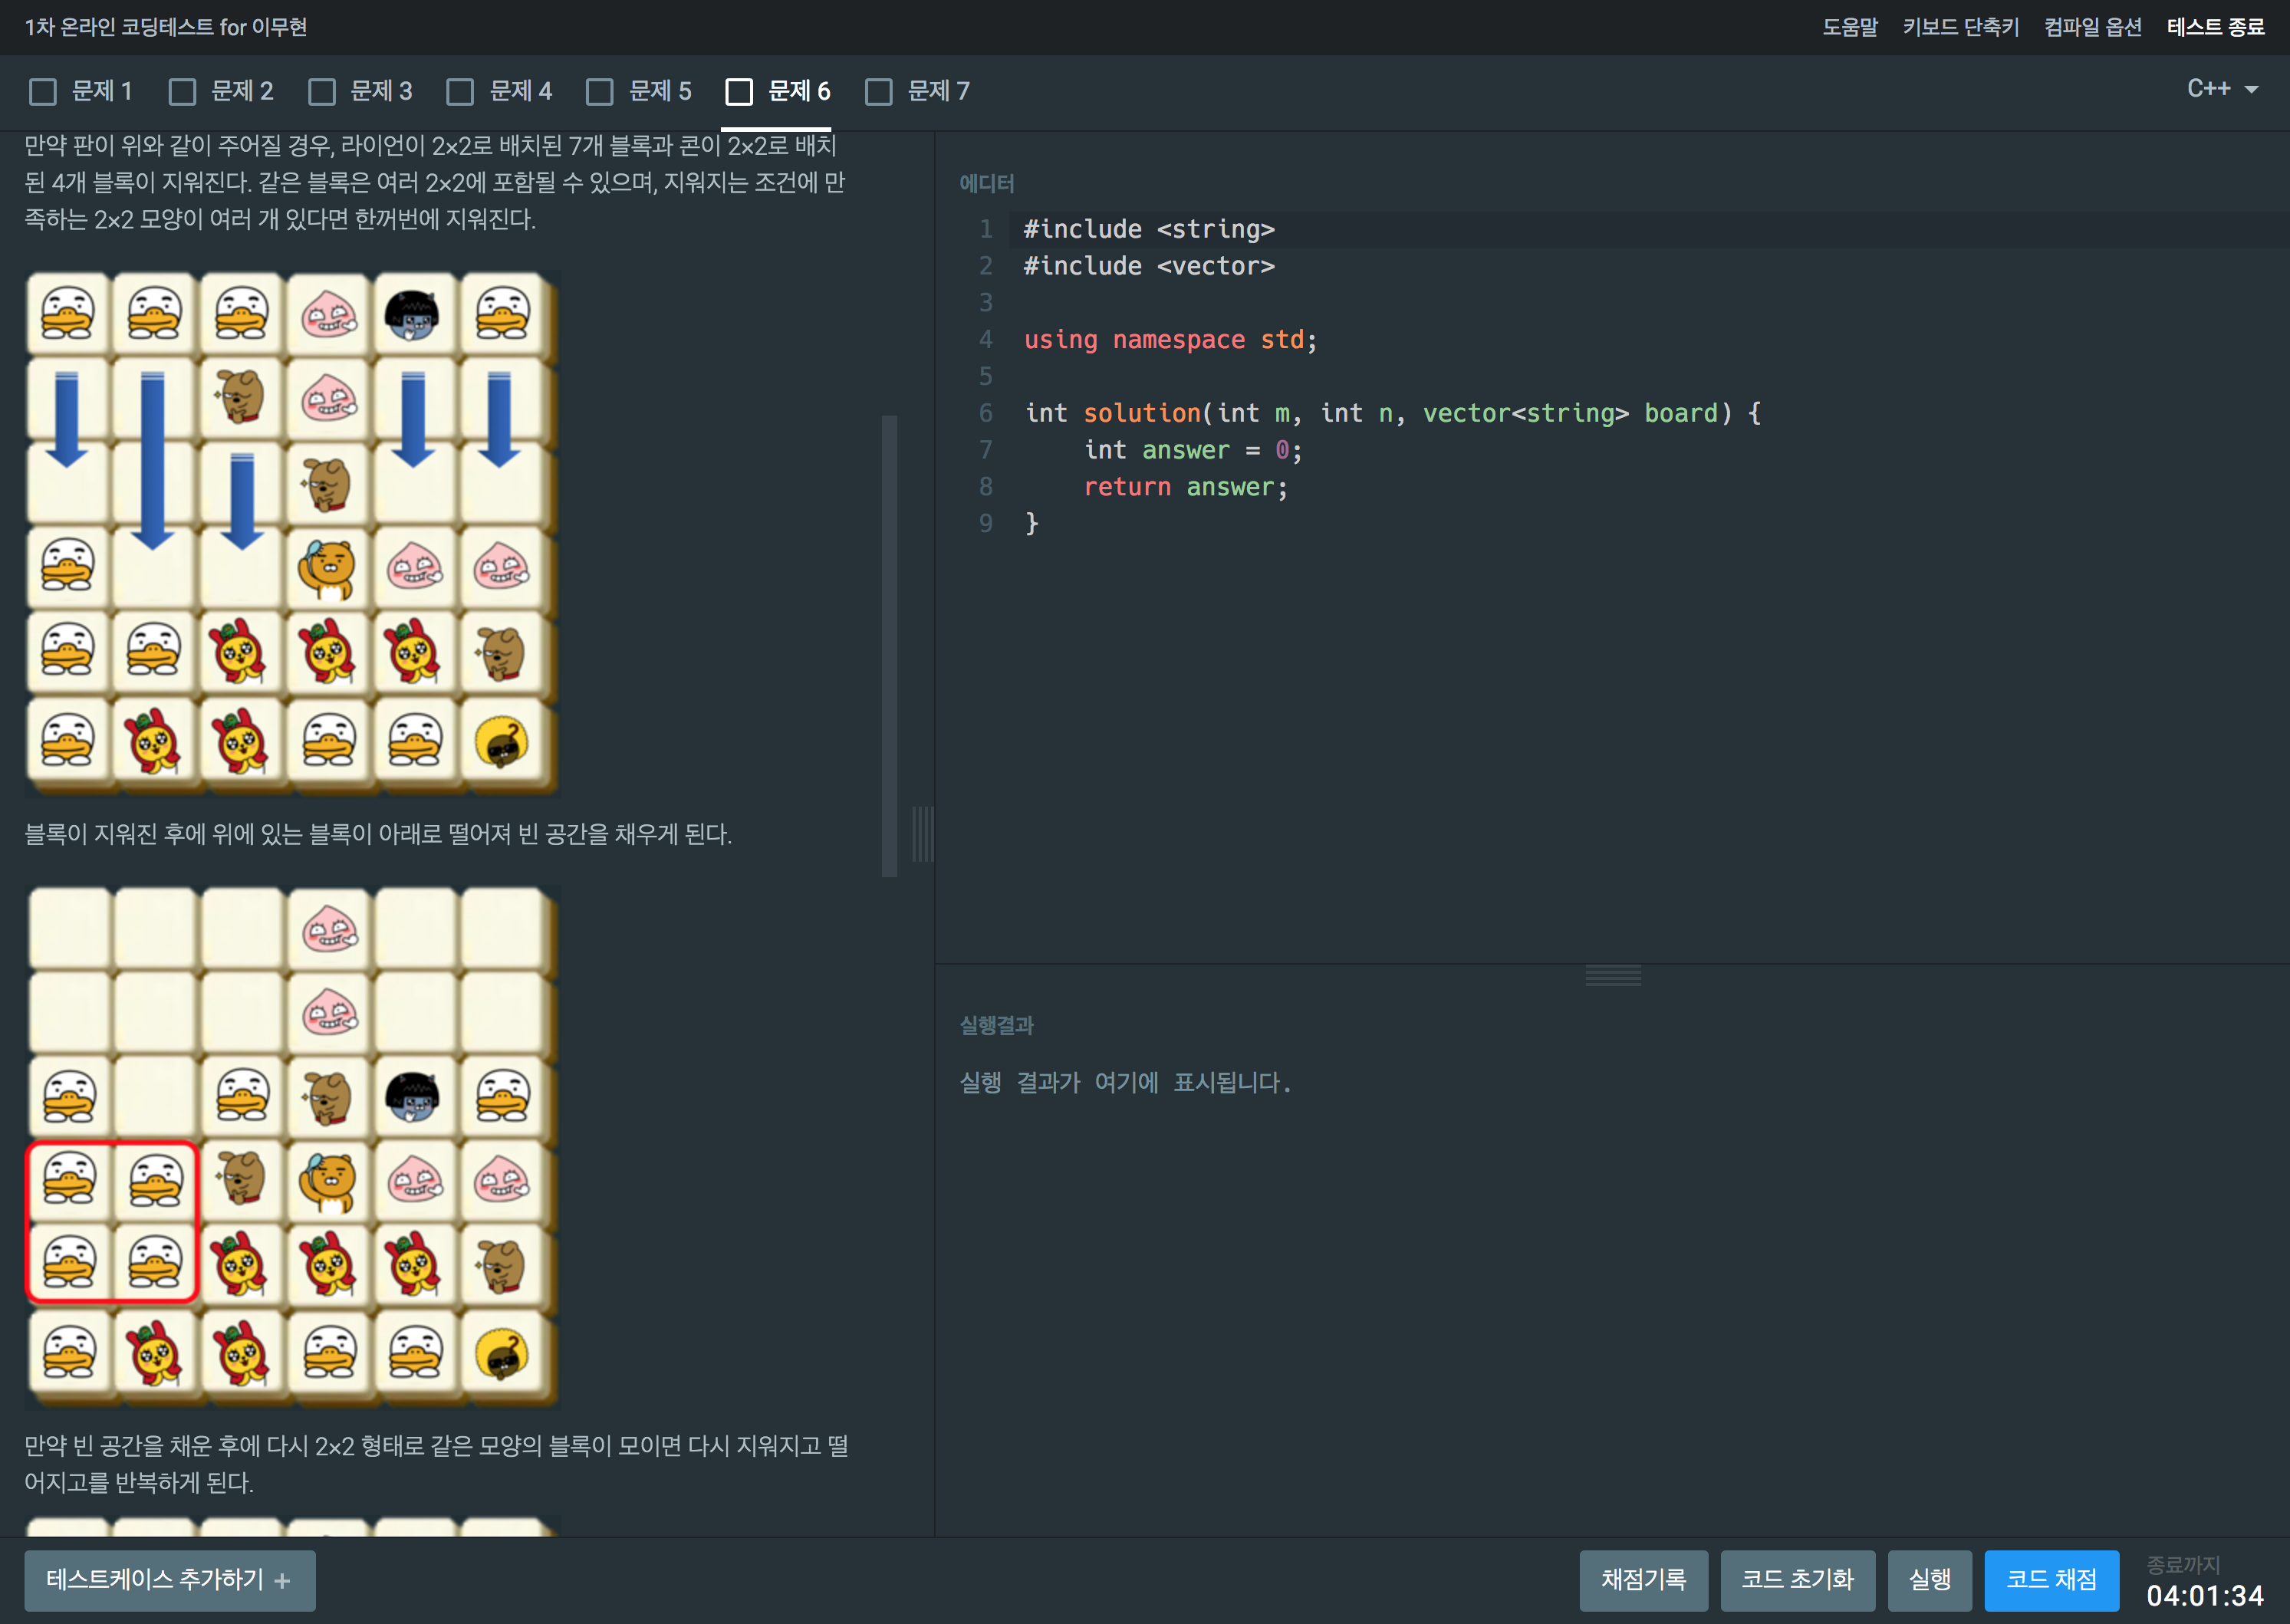 1차 온라인 코딩테스트 for 이무현
도움말 키보드 단축키 컴파일 옵션 테스트 종료
문제 1 문제 2 문제 3 문제 4 문제 5 문제 6 문제 7
C++
만약 판이 위와 같이 주어질 경우, 라이언이 2×2로 배치된 7개 블록과 콘이 2×2로 배치
된 4개 블록이 지워진다. 같은 블록은 여러 2×2에 포함될 수 있으며, 지워지는 조건에 만
족하는 2×2 모양이 여러 개 있다면 한꺼번에 지워진다.
블록이 지워진 후에 위에 있는 블록이 아래로 떨어져 빈 공간을 채우게 된다.
만약 빈 공간을 채운 후에 다시 2×2 형태로 같은 모양의 블록이 모이면 다시 지워지고 떨
어지고를 반복하게 된다.
에디터
1 #include <string>
2 #include <vector>
3
4 using namespace std;
5
6 int solution(int m, int n, vector<string> board) {
7     int answer = 0;
8     return answer;
9 }
실행결과
실행 결과가 여기에 표시됩니다.
테스트케이스 추가하기 +
채점기록 코드 초기화 실행 코드 채점
종료까지
04:01:34